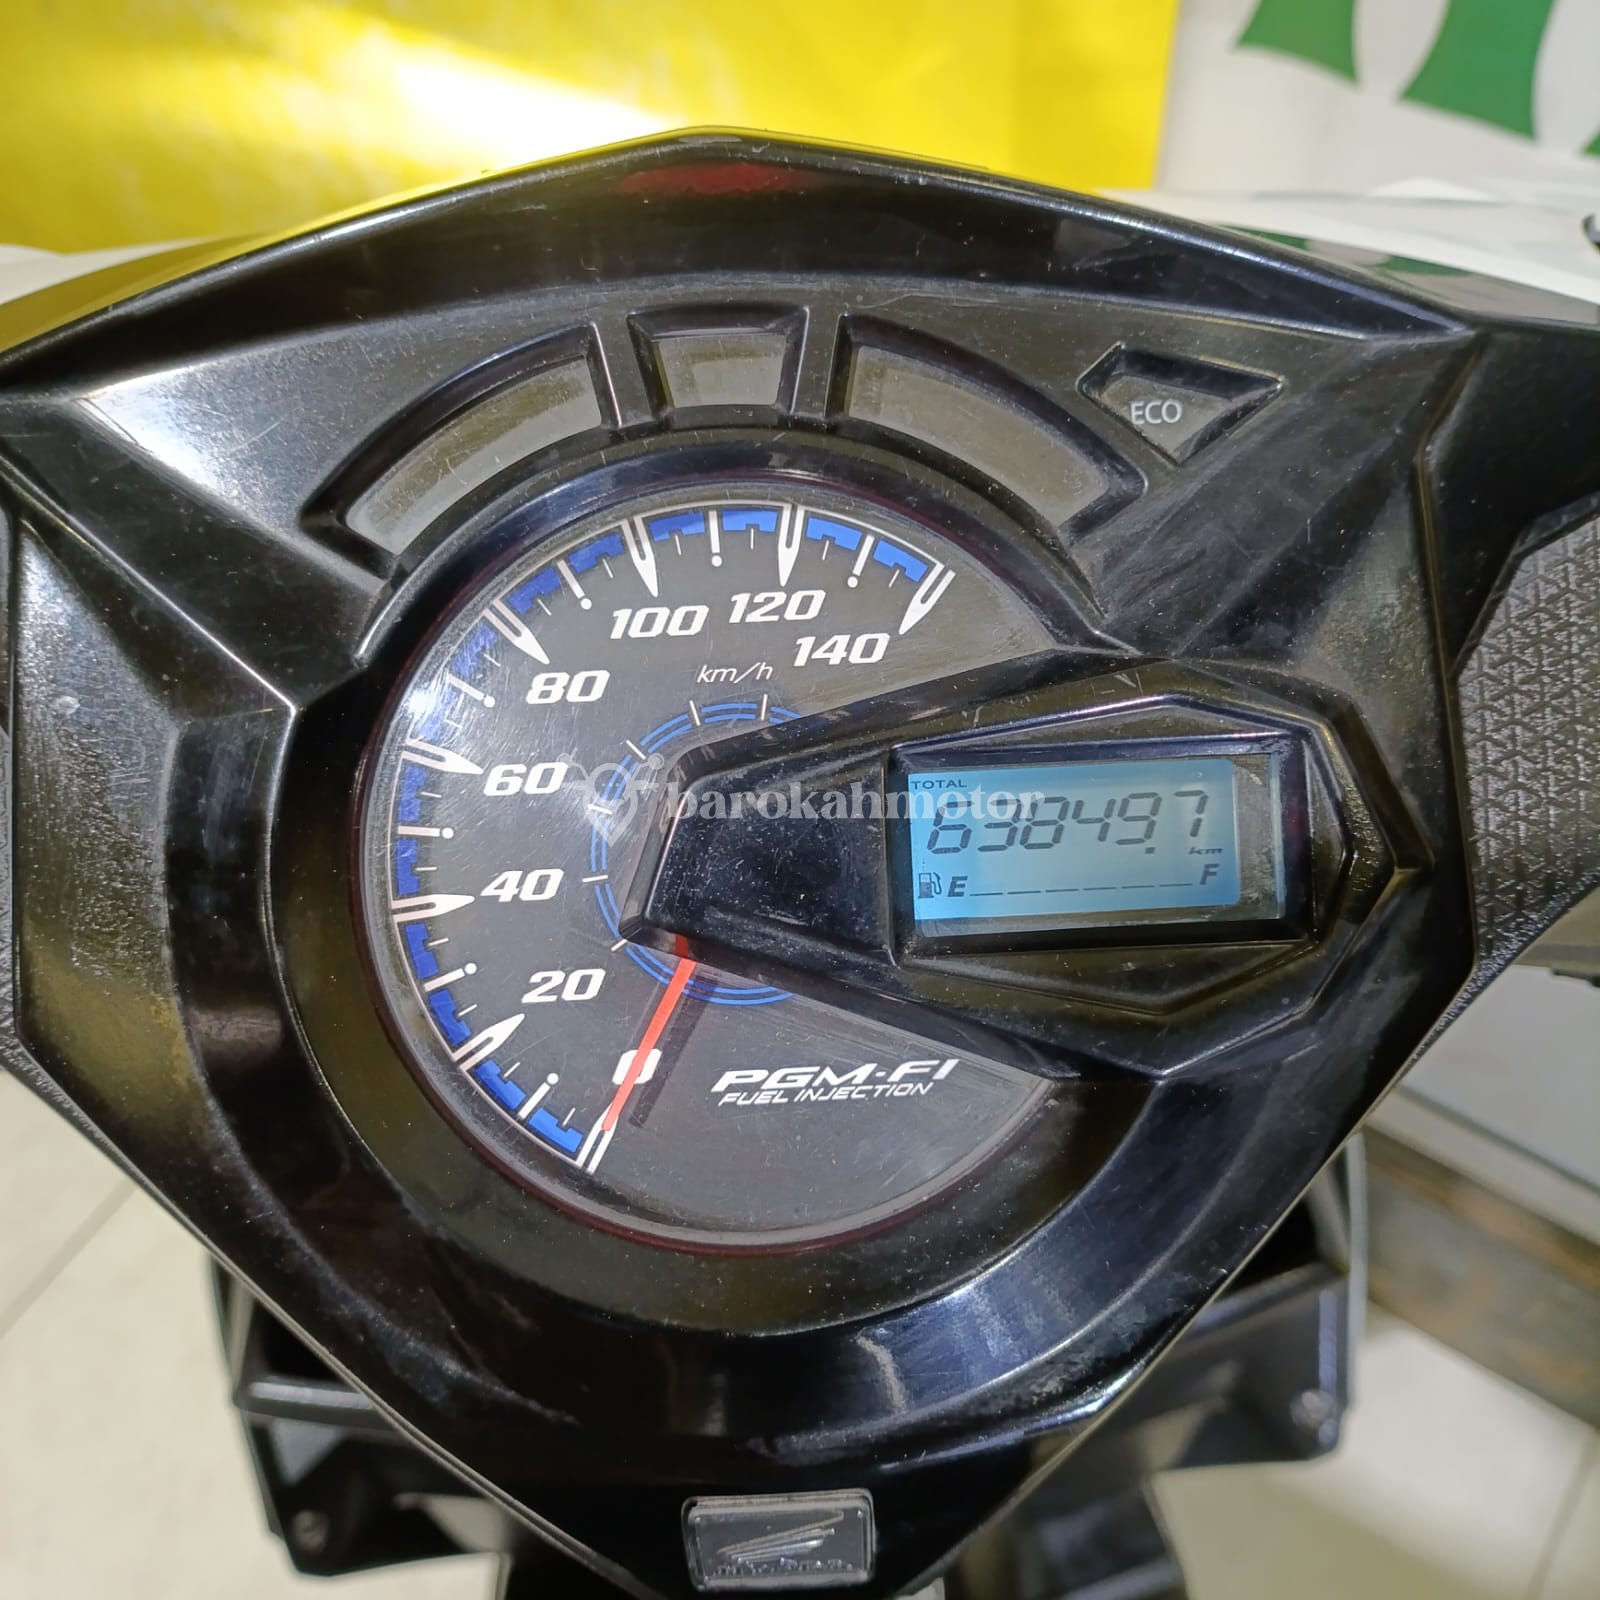 ECO
100 120
140
km/h
80
60
barokahmotor
TOTAL
63849.7
km
40
E F
20
0
PGM-FI
FUEL INJECTION